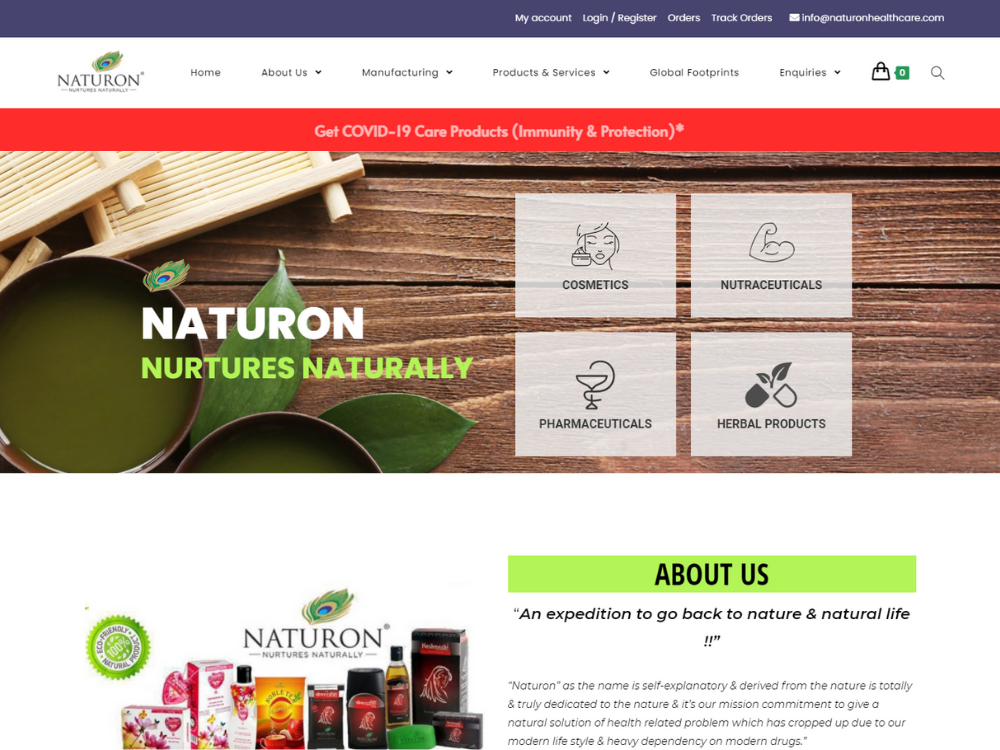 My account Login / Register Orders Track Orders info@naturonhealthcare.com
NATURON®
NURTURES NATURALLY
Home About Us Manufacturing Products & Services Global Footprints Enquiries 0
Get COVID-19 Care Products (Immunity & Protection)*
COSMETICS NUTRACEUTICALS
NATURON
NURTURES NATURALLY
PHARMACEUTICALS HERBAL PRODUCTS
ABOUT US
“An expedition to go back to nature & natural life
!!”
NATURON®
NURTURES NATURALLY
ECO-FRIENDLY
100%
NATURAL PRODUCT
“Naturon” as the name is self-explanatory & derived from the nature is totally
& truly dedicated to the nature & it’s our mission commitment to give a
natural solution of health related problem which has cropped up due to our
modern life style & heavy dependency on modern drugs.”